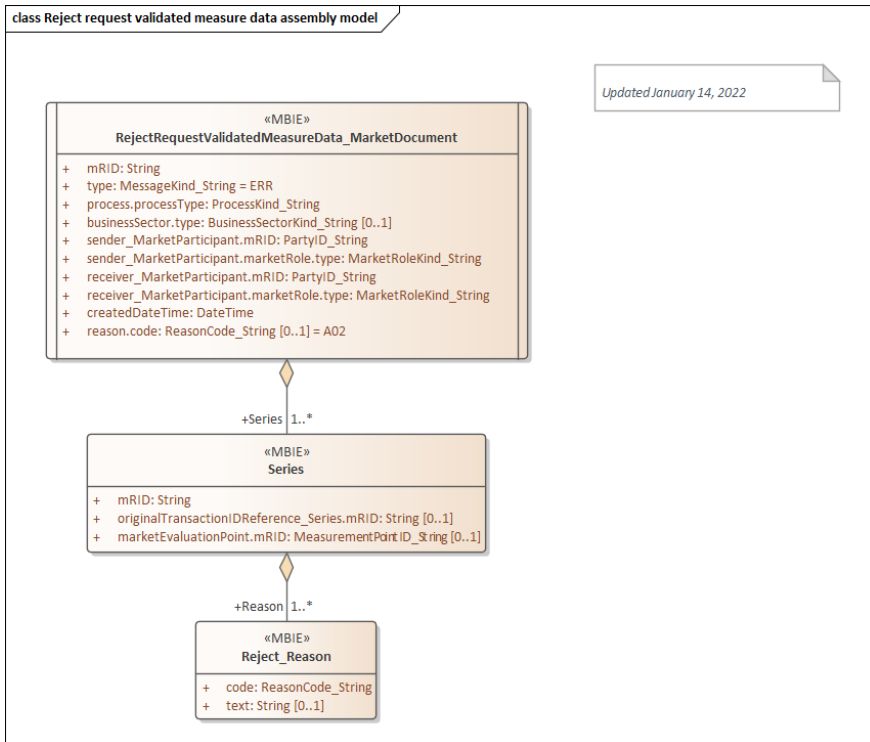 class Reject request validated measure data assembly model
Updated January 14, 2022
«MBIE»
RejectRequestValidatedMeasureData_MarketDocument
+ mRID: String
+ type: MessageKind_String = ERR
+ process.processType: ProcessKind_String
+ businessSector.type: BusinessSectorKind_String [0..1]
+ sender_MarketParticipant.mRID: PartyID_String
+ sender_MarketParticipant.marketRole.type: MarketRoleKind_String
+ receiver_MarketParticipant.mRID: PartyID_String
+ receiver_MarketParticipant.marketRole.type: MarketRoleKind_String
+ createdDateTime: DateTime
+ reason.code: ReasonCode_String [0..1] = A02
+Series 1..*
«MBIE»
Series
+ mRID: String
+ originalTransactionIDReference_Series.mRID: String [0..1]
+ marketEvaluationPoint.mRID: MeasurementPointID_String [0..1]
+Reason 1..*
«MBIE»
Reject_Reason
+ code: ReasonCode_String
+ text: String [0..1]